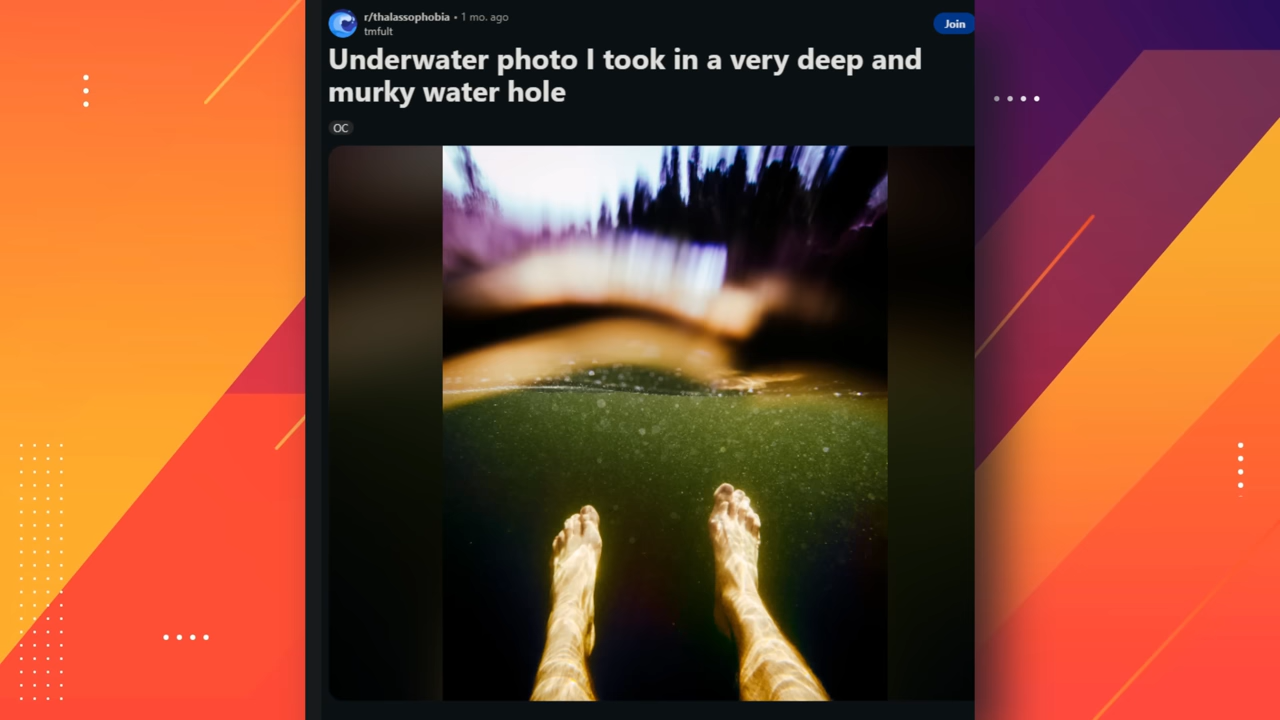 r/thalassophobia • 1 mo. ago
Join
tmfult
Underwater photo I took in a very deep and
murky water hole
OC